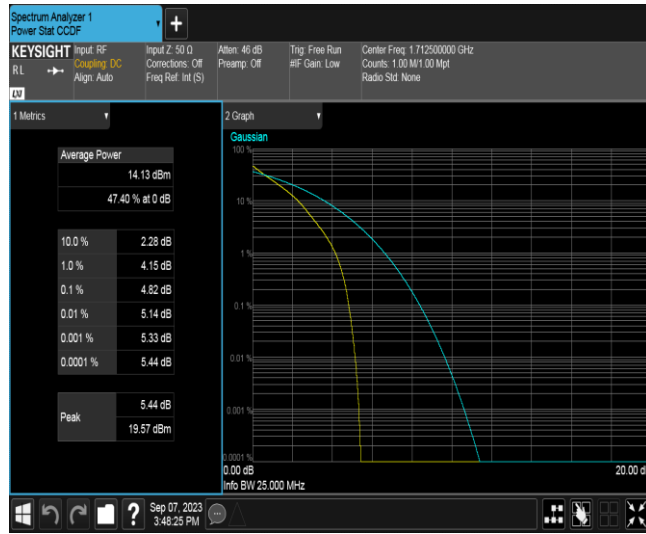 Spectrum Analyzer 1
Power Stat CCDF
+
KEYSIGHT
RL
LXI
Input: RF
Coupling: DC
Align: Auto
Input Z: 50 Ω
Corrections: Off
Freq Ref: Int (S)
Atten: 46 dB
Preamp: Off
Trig: Free Run
#IF Gain: Low
Center Freq: 1.712500000 GHz
Counts: 1.00 M/1.00 Mpt
Radio Std: None
1 Metrics
Average Power
14.13 dBm
47.40 % at 0 dB
10.0 % 2.28 dB
1.0 % 4.15 dB
0.1 % 4.82 dB
0.01 % 5.14 dB
0.001 % 5.33 dB
0.0001 % 5.44 dB
Peak
5.44 dB
19.57 dBm
2 Graph
Gaussian
100 %
10 %
1 %
0.1 %
0.01 %
0.001 %
0.0001 %
0.00 dB 20.00 d
Info BW 25.000 MHz
?
Sep 07, 2023
3:48:25 PM